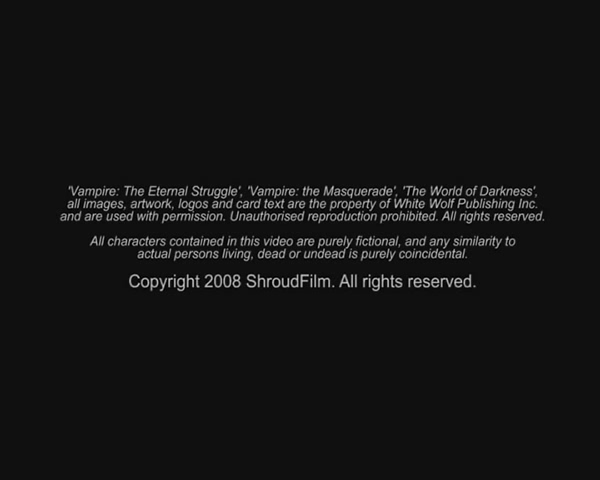 'Vampire: The Eternal Struggle', 'Vampire: the Masquerade', 'The World of Darkness',
all images, artwork, logos and card text are the property of White Wolf Publishing Inc.
and are used with permission. Unauthorised reproduction prohibited. All rights reserved.
All characters contained in this video are purely fictional, and any similarity to
actual persons living, dead or undead is purely coincidental.
Copyright 2008 ShroudFilm. All rights reserved.